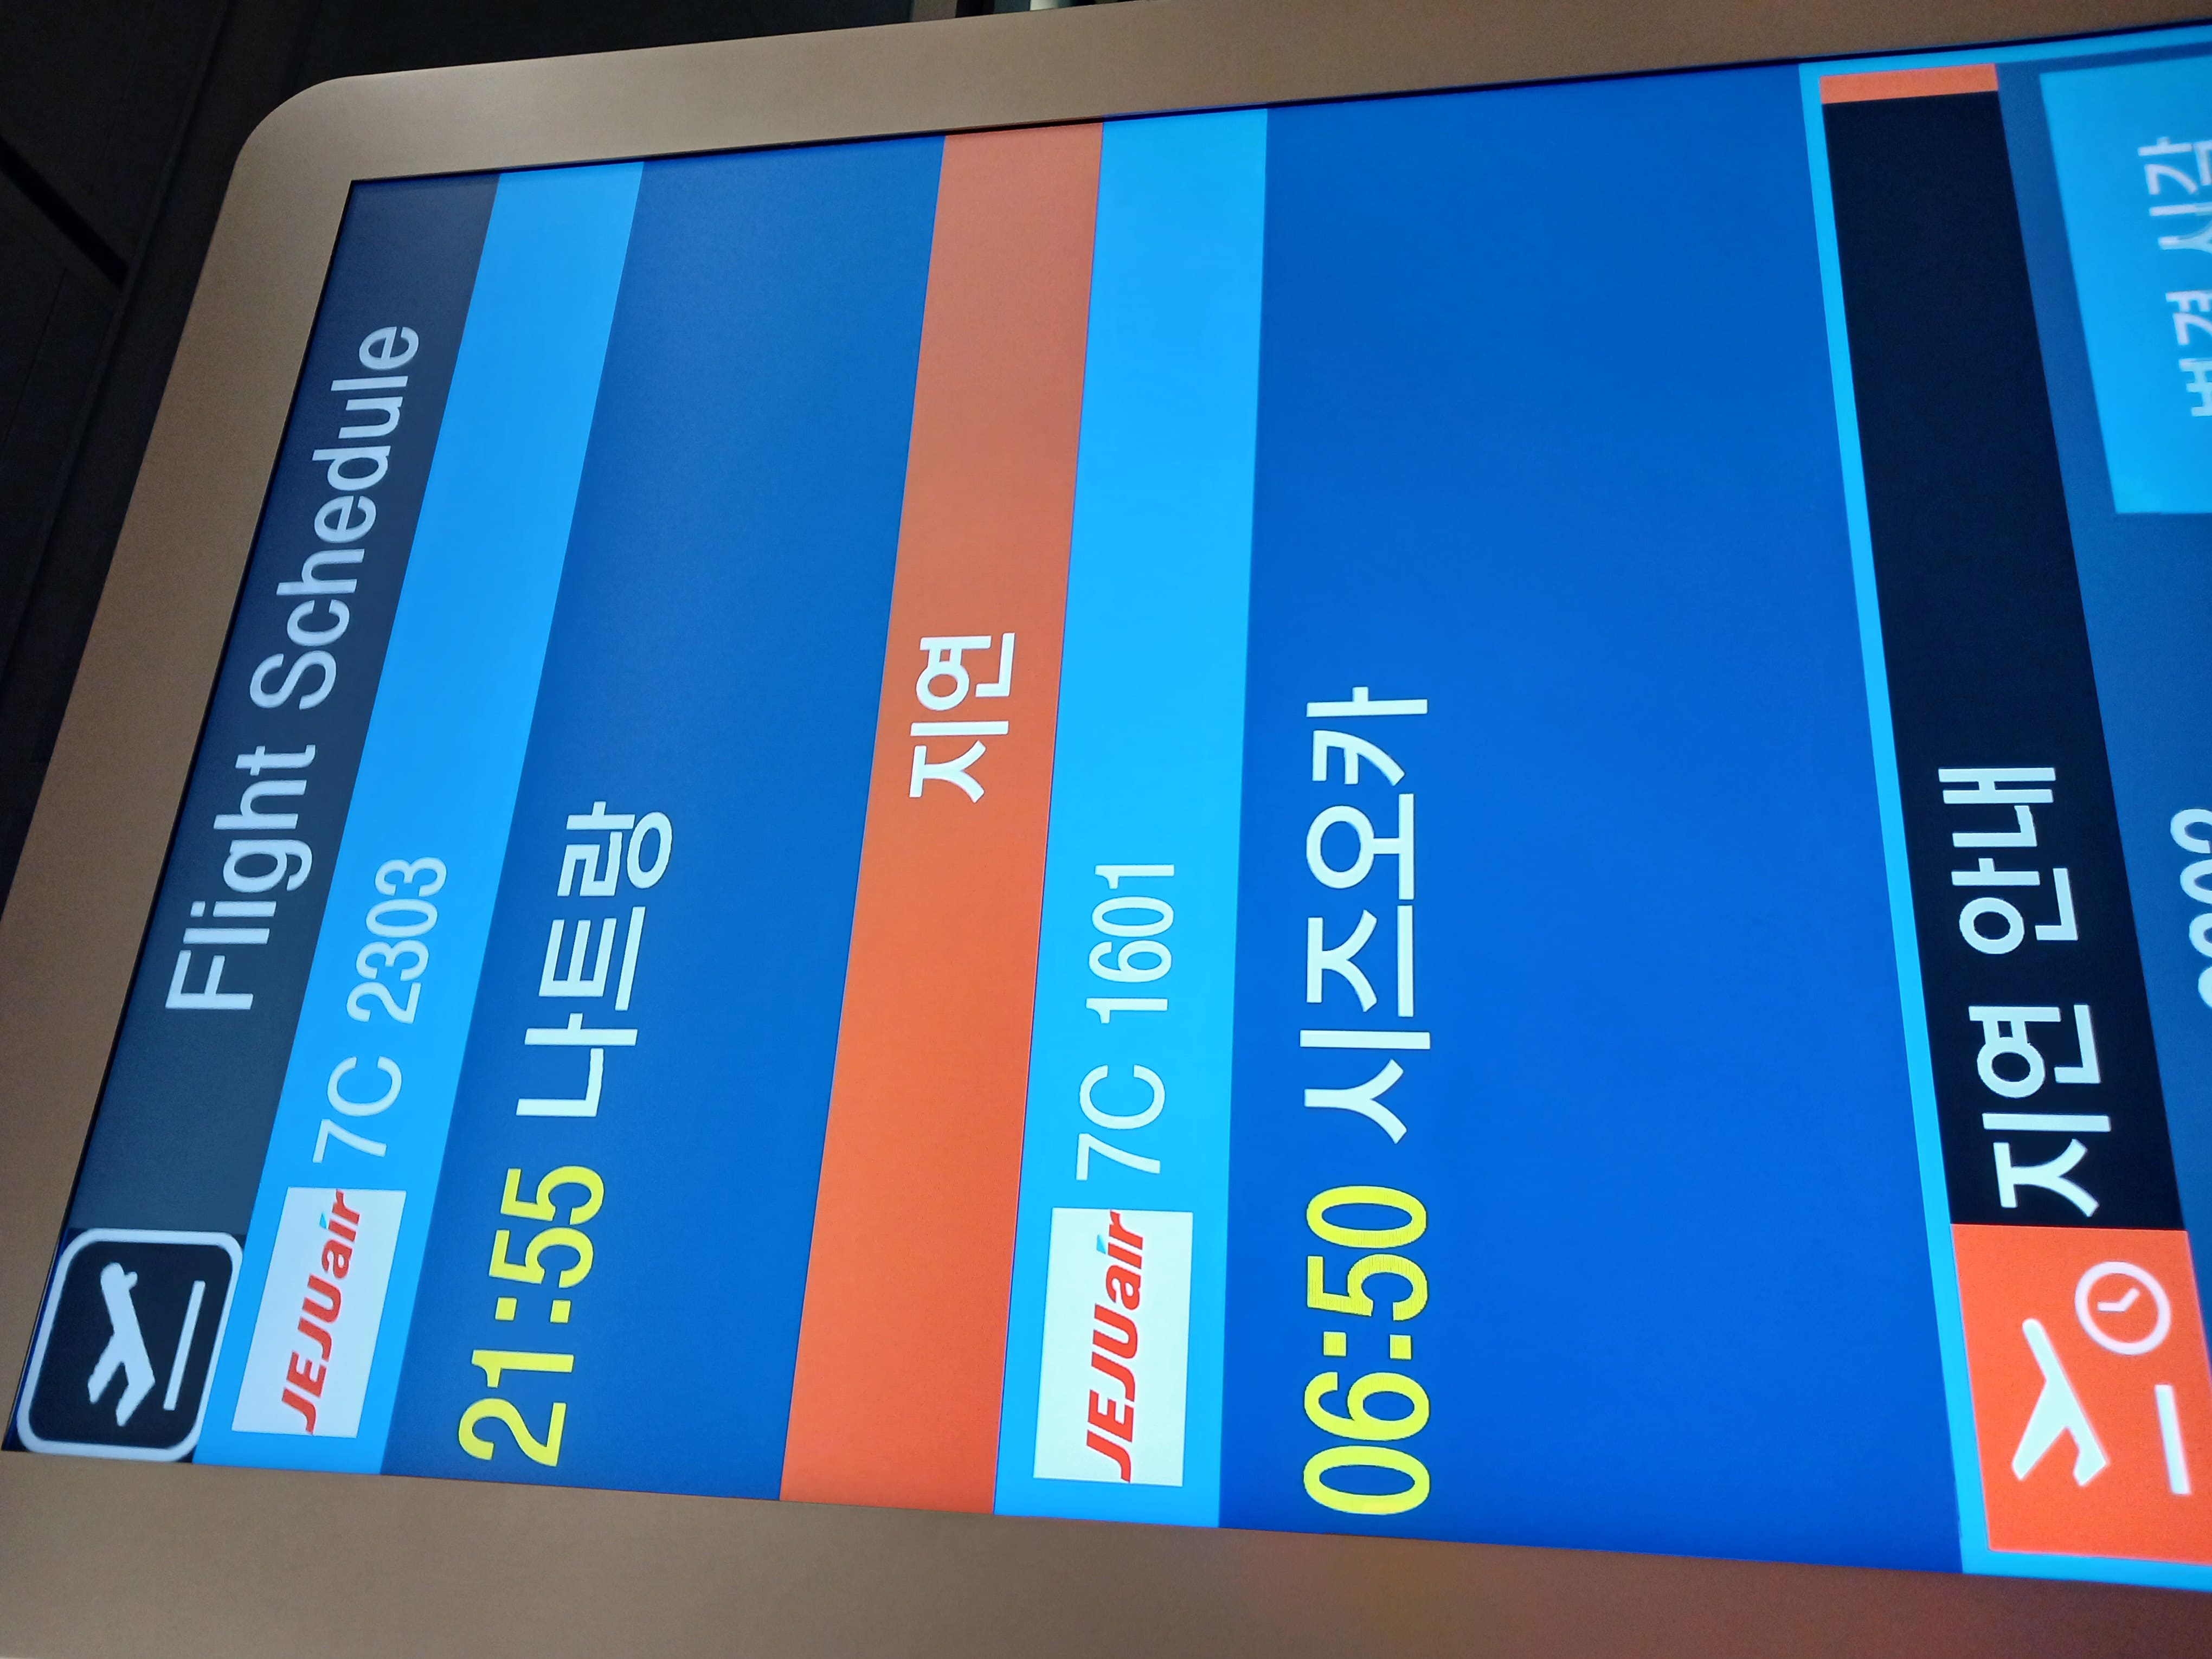 Flight Schedule
JEJUair 7C 2303
21:55 나트랑
지연
JEJUair 7C 1601
06:50 시즈오카
지연 안내